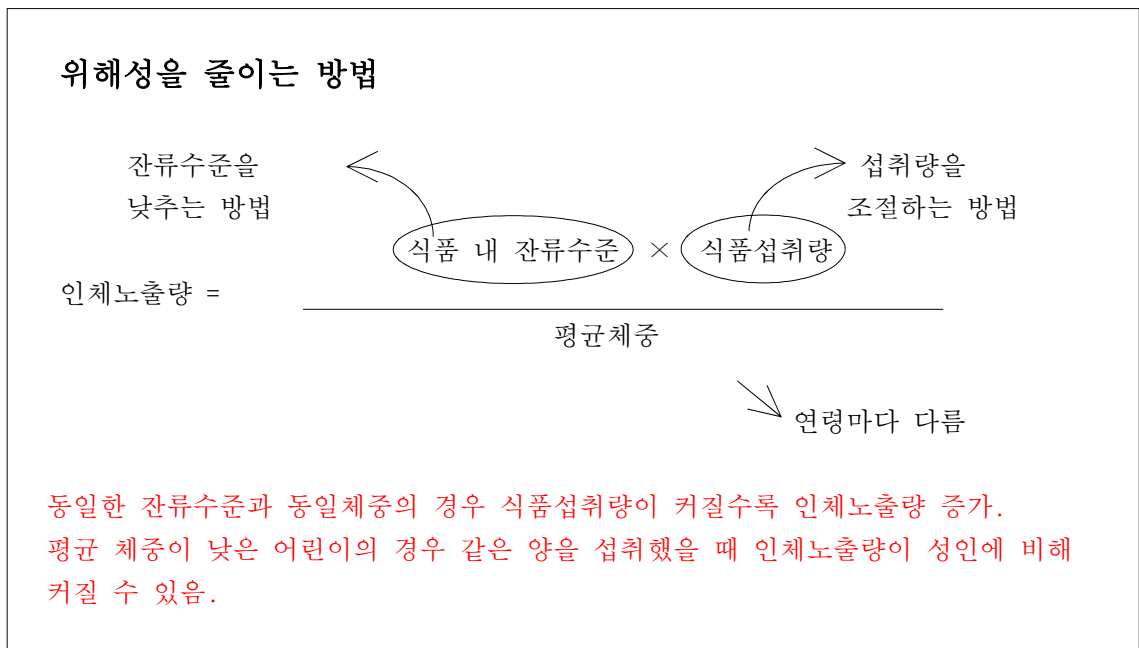 위해성을 줄이는 방법
잔류수준을
낮추는 방법
섭취량을
조절하는 방법
식품 내 잔류수준 × 식품섭취량
인체노출량 =
평균체중
연령마다 다름
동일한 잔류수준과 동일체중의 경우 식품섭취량이 커질수록 인체노출량 증가.
평균 체중이 낮은 어린이의 경우 같은 양을 섭취했을 때 인체노출량이 성인에 비해
커질 수 있음.